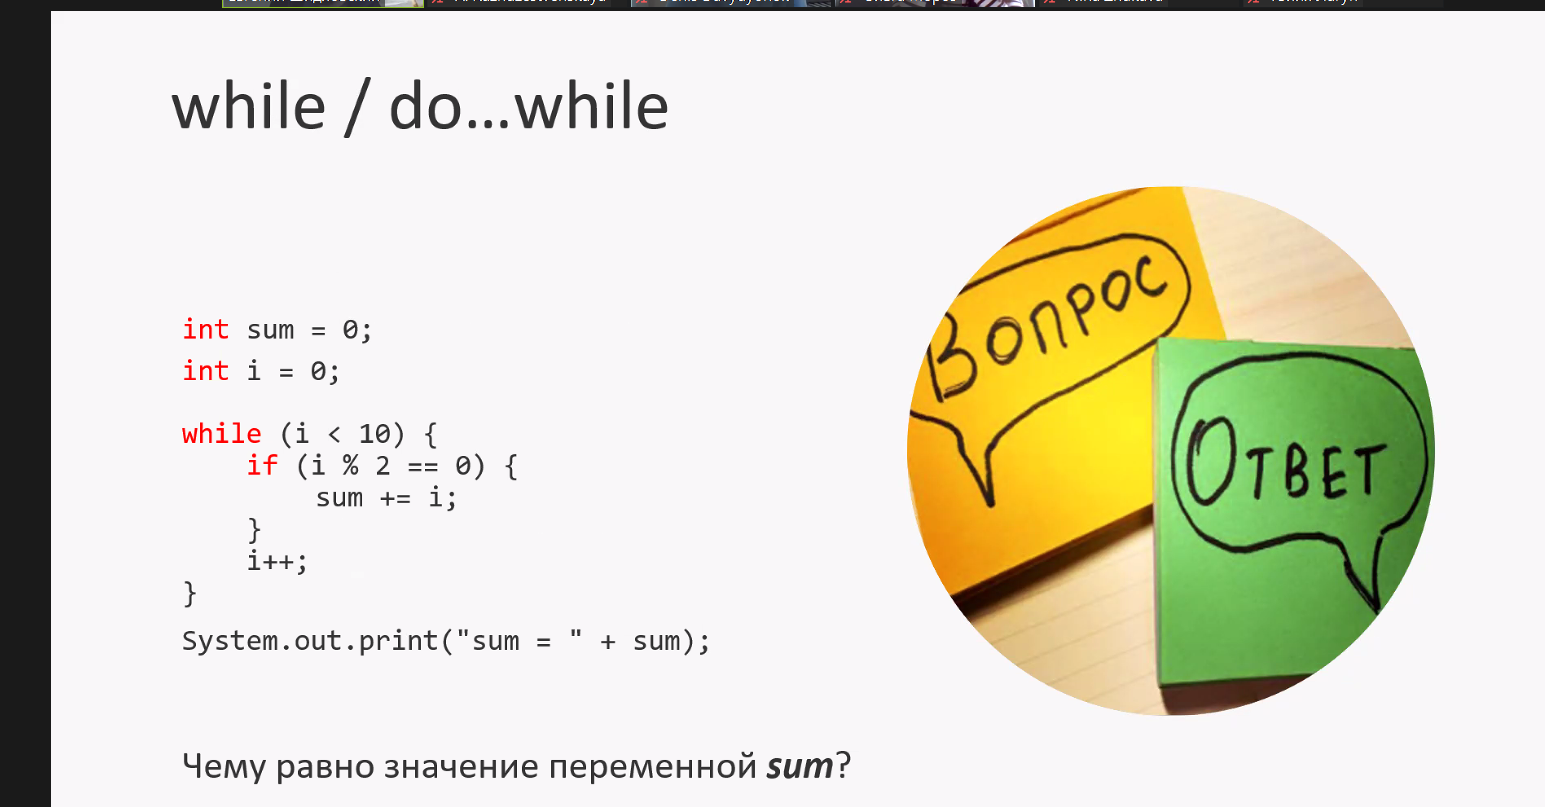 while / do…while
int sum = 0;
int i = 0;
while (i < 10) {
    if (i % 2 == 0) {
        sum += i;
    }
    i++;
}
System.out.print("sum = " + sum);
Чему равно значение переменной sum?
Вопрос
Ответ